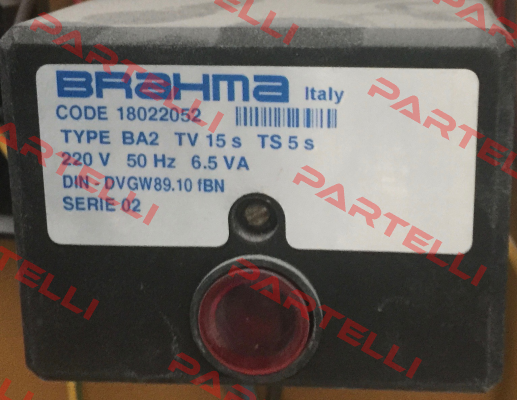 BRAHMA Italy
CODE 18022052
TYPE BA2 TV 15 s TS 5 s
220 V 50 Hz 6.5 VA
DIN - DVGW89.10 fBN
SERIE 02
PARTELLI
PARTELLI
PARTELLI
PARTELLI
PARTELLI